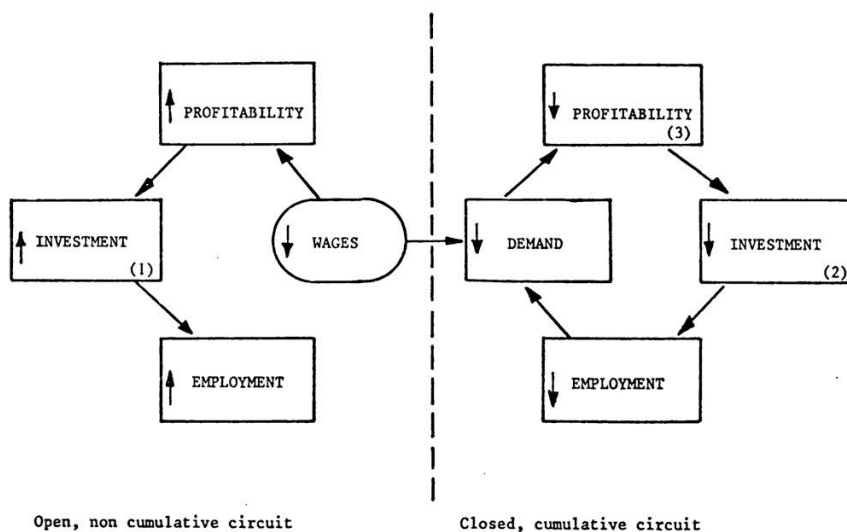 PROFITABILITY
INVESTMENT
(1)
WAGES
EMPLOYMENT
PROFITABILITY
(3)
DEMAND
INVESTMENT
(2)
EMPLOYMENT
Open, non cumulative circuit
Closed, cumulative circuit